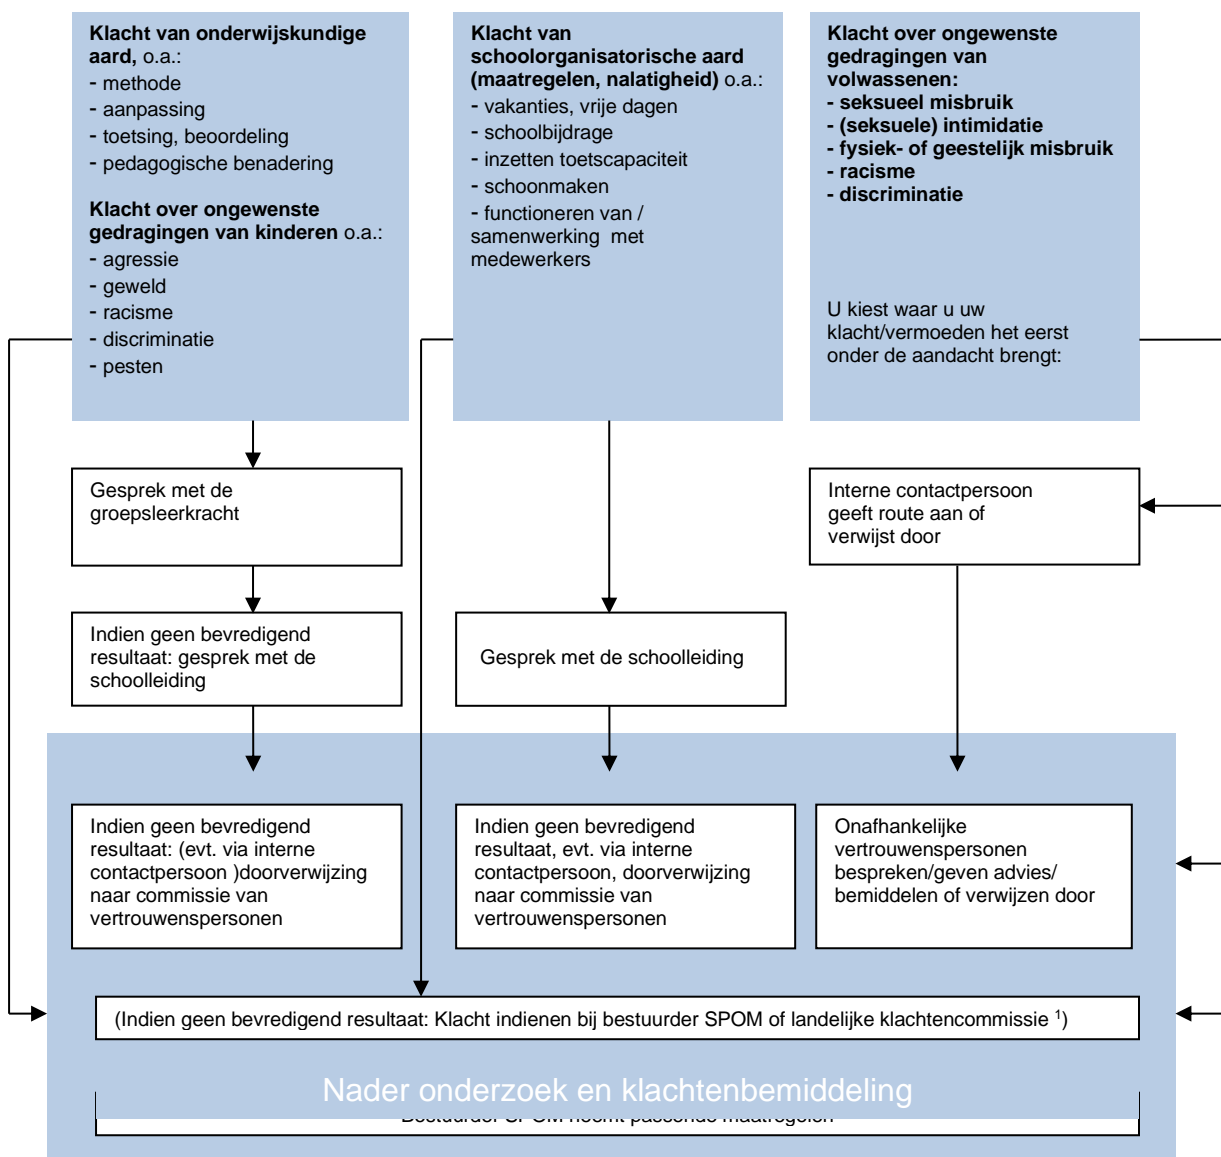 Klacht van onderwijskundige
aard, o.a.:
- methode
- aanpassing
- toetsing, beoordeling
- pedagogische benadering
Klacht over ongewenste
gedragingen van kinderen o.a.:
- agressie
- geweld
- racisme
- discriminatie
- pesten
Klacht van
schoolorganisatorische aard
(maatregelen, nalatigheid) o.a.:
- vakanties, vrije dagen
- schoolbijdrage
- inzetten toetscapaciteit
- schoonmaken
- functioneren van /
samenwerking met
medewerkers
Klacht over ongewenste
gedragingen van
volwassenen:
- seksueel misbruik
- (seksuele) intimidatie
- fysiek- of geestelijk misbruik
- racisme
- discriminatie
U kiest waar u uw
klacht/vermoeden het eerst
onder de aandacht brengt:
Gesprek met de
groepsleerkracht
Interne contactpersoon
geeft route aan of
verwijst door
Indien geen bevredigend
resultaat: gesprek met de
schoolleiding
Gesprek met de schoolleiding
Indien geen bevredigend
resultaat: (evt. via interne
contactpersoon )doorverwijzing
naar commissie van
vertrouwenspersonen
Indien geen bevredigend
resultaat, evt. via interne
contactpersoon, doorverwijzing
naar commissie van
vertrouwenspersonen
Onafhankelijke
vertrouwenspersonen
bespreken/geven advies/
bemiddelen of verwijzen door
(Indien geen bevredigend resultaat: Klacht indienen bij bestuurder SPOM of landelijke klachtencommissie ¹)
Nader onderzoek en klachtenbemiddeling
Bestuurder SPOM neemt passende maatregelen